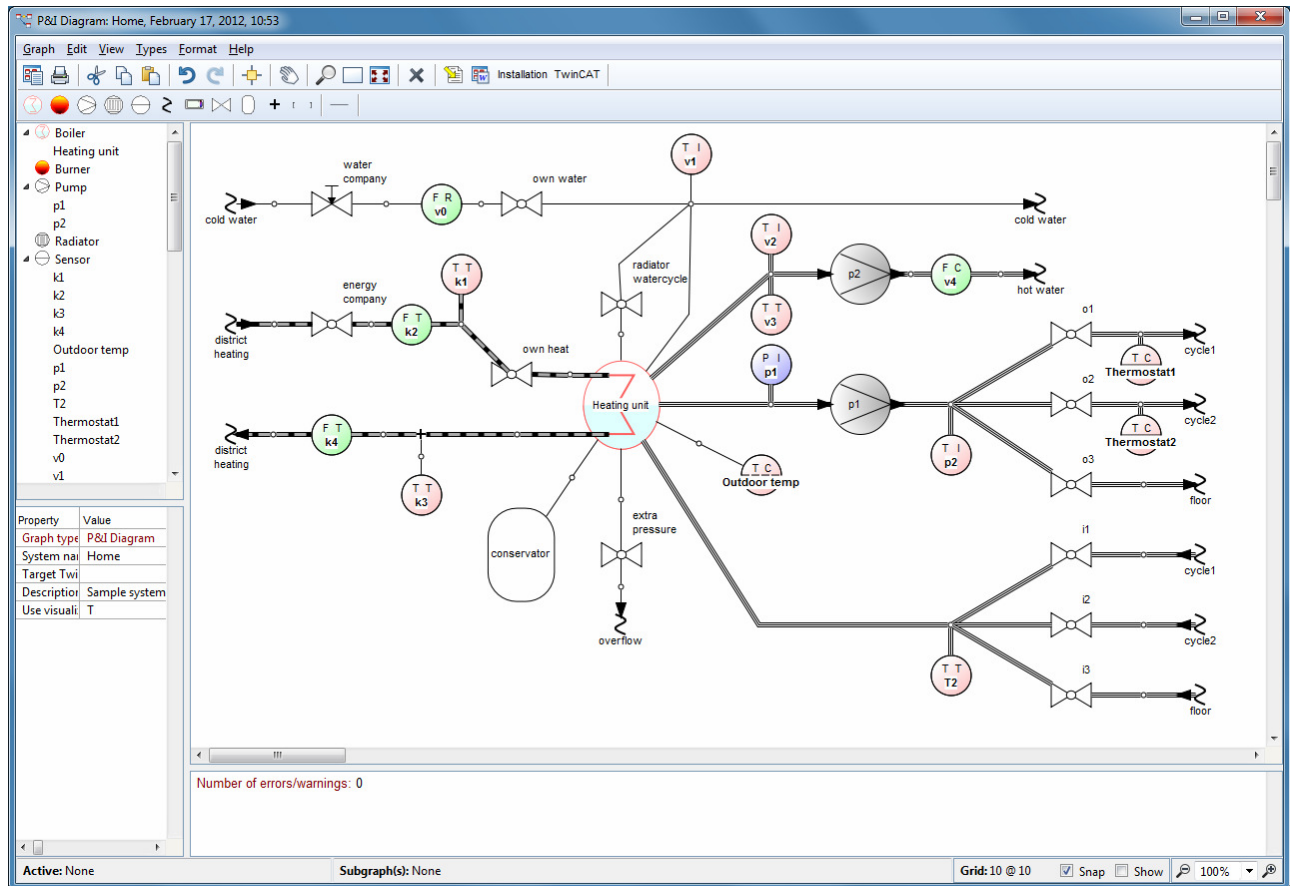 P&I Diagram: Home, February 17, 2012, 10:53
Graph Edit View Types Format Help
Installation TwinCAT
Boiler
Heating unit
Burner
Pump
p1
p2
Radiator
Sensor
k1
k2
k3
k4
Outdoor temp
p1
p2
T2
Thermostat1
Thermostat2
v0
v1
Property Value
Graph type P&I Diagram
System nar Home
Target Twi
Description Sample system
Use visuali: T
T I
v1
water
company
own water
F R
v0
cold water
cold water
T I
v2
radiator
watercycle
T T
k1
p2
F C
v4
hot water
energy
company
F T
k2
T T
v3
o1
district
heating
own heat
P I
p1
cycle1
T C
Thermostat1
o2
Heating unit
p1
cycle2
T C
Thermostat2
F T
k4
district
heating
T I
p2
o3
T C
Outdoor temp
T T
k3
floor
extra
pressure
conservator
i1
cycle1
i2
overflow
cycle2
T T
T2
i3
floor
Number of errors/warnings: 0
Active: None Subgraph(s): None Grid: 10 @ 10 Snap Show 100%